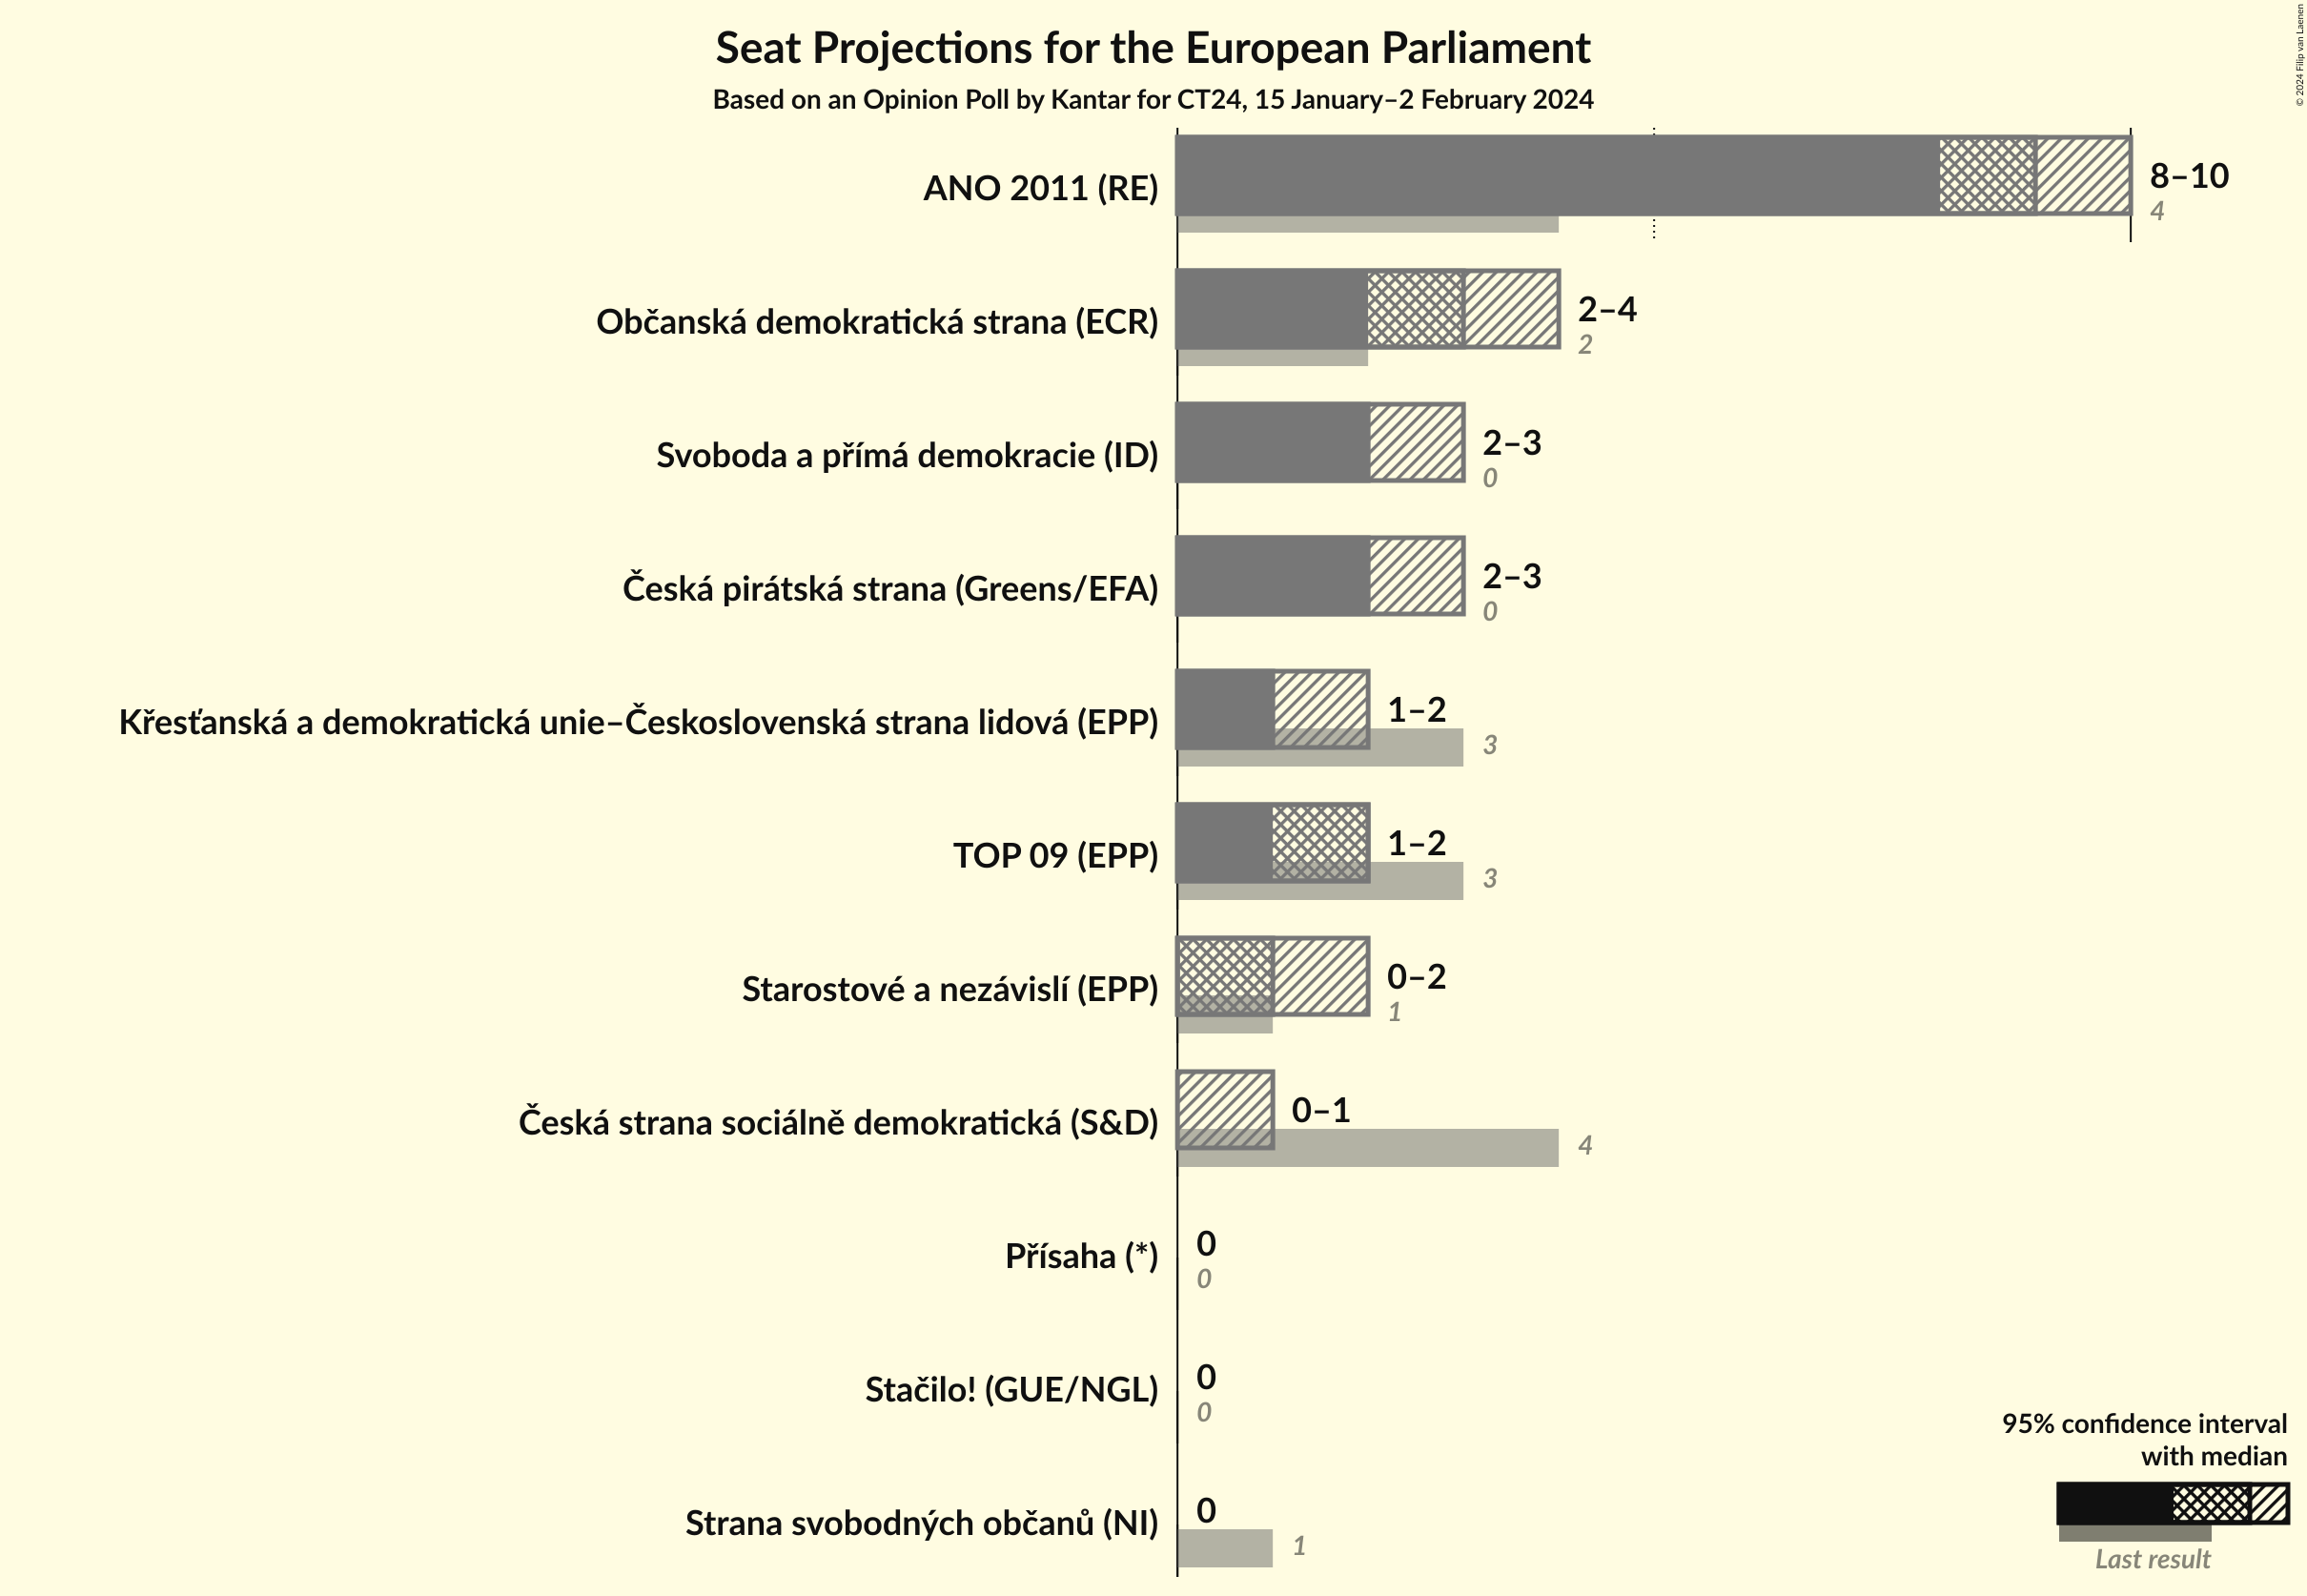 Seat Projections for the European Parliament
Based on an Opinion Poll by Kantar for CT24, 15 January–2 February 2024
© 2024 Filip van Laenen
ANO 2011 (RE)
8–10
4
Občanská demokratická strana (ECR)
2–4
2
Svoboda a přímá demokracie (ID)
2–3
0
Česká pirátská strana (Greens/EFA)
2–3
0
Křesťanská a demokratická unie–Československá strana lidová (EPP)
1–2
3
TOP 09 (EPP)
1–2
3
Starostové a nezávislí (EPP)
0–2
1
Česká strana sociálně demokratická (S&D)
0–1
4
Přísaha (*)
0
0
Stačilo! (GUE/NGL)
0
0
Strana svobodných občanů (NI)
0
1
95% confidence interval
with median
Last result